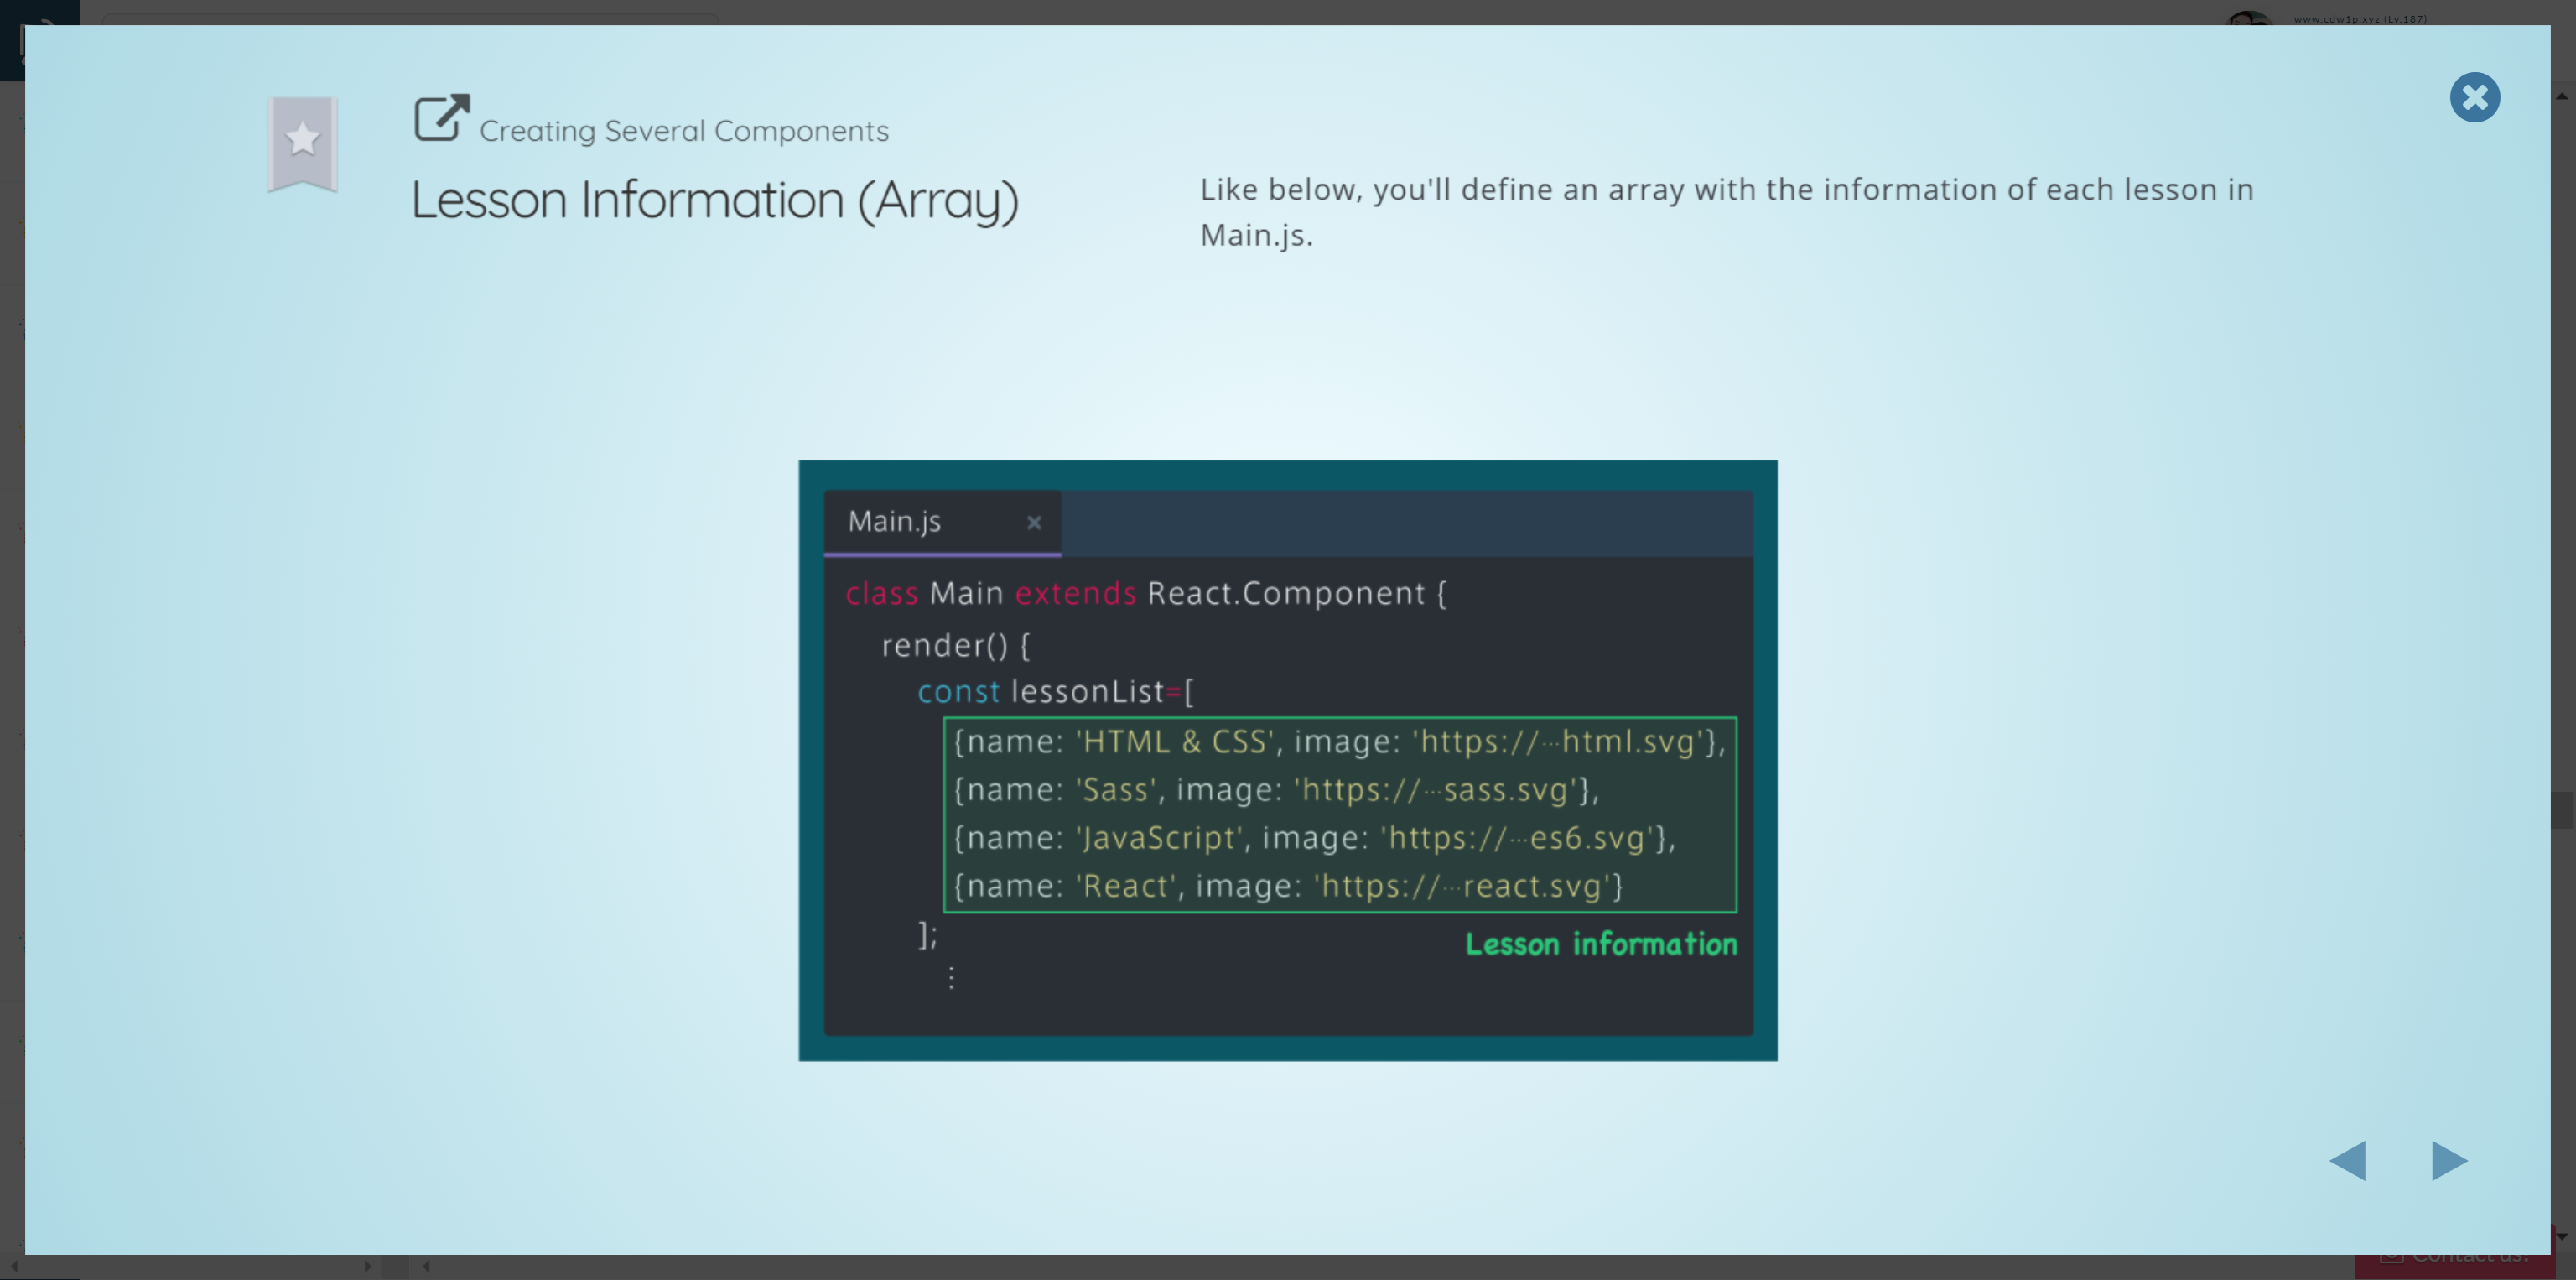 www.cdw1p.xyz (Lv.187)
Creating Several Components
Lesson Information (Array)
Like below, you'll define an array with the information of each lesson in
Main.js.
Main.js
class Main extends React.Component {
render() {
const lessonList=[
{name: 'HTML & CSS', image: 'https://···html.svg'},
{name: 'Sass', image: 'https://···sass.svg'},
{name: 'JavaScript', image: 'https://···es6.svg'},
{name: 'React', image: 'https://···react.svg'}
];
Lesson information
⋮
Contact us!